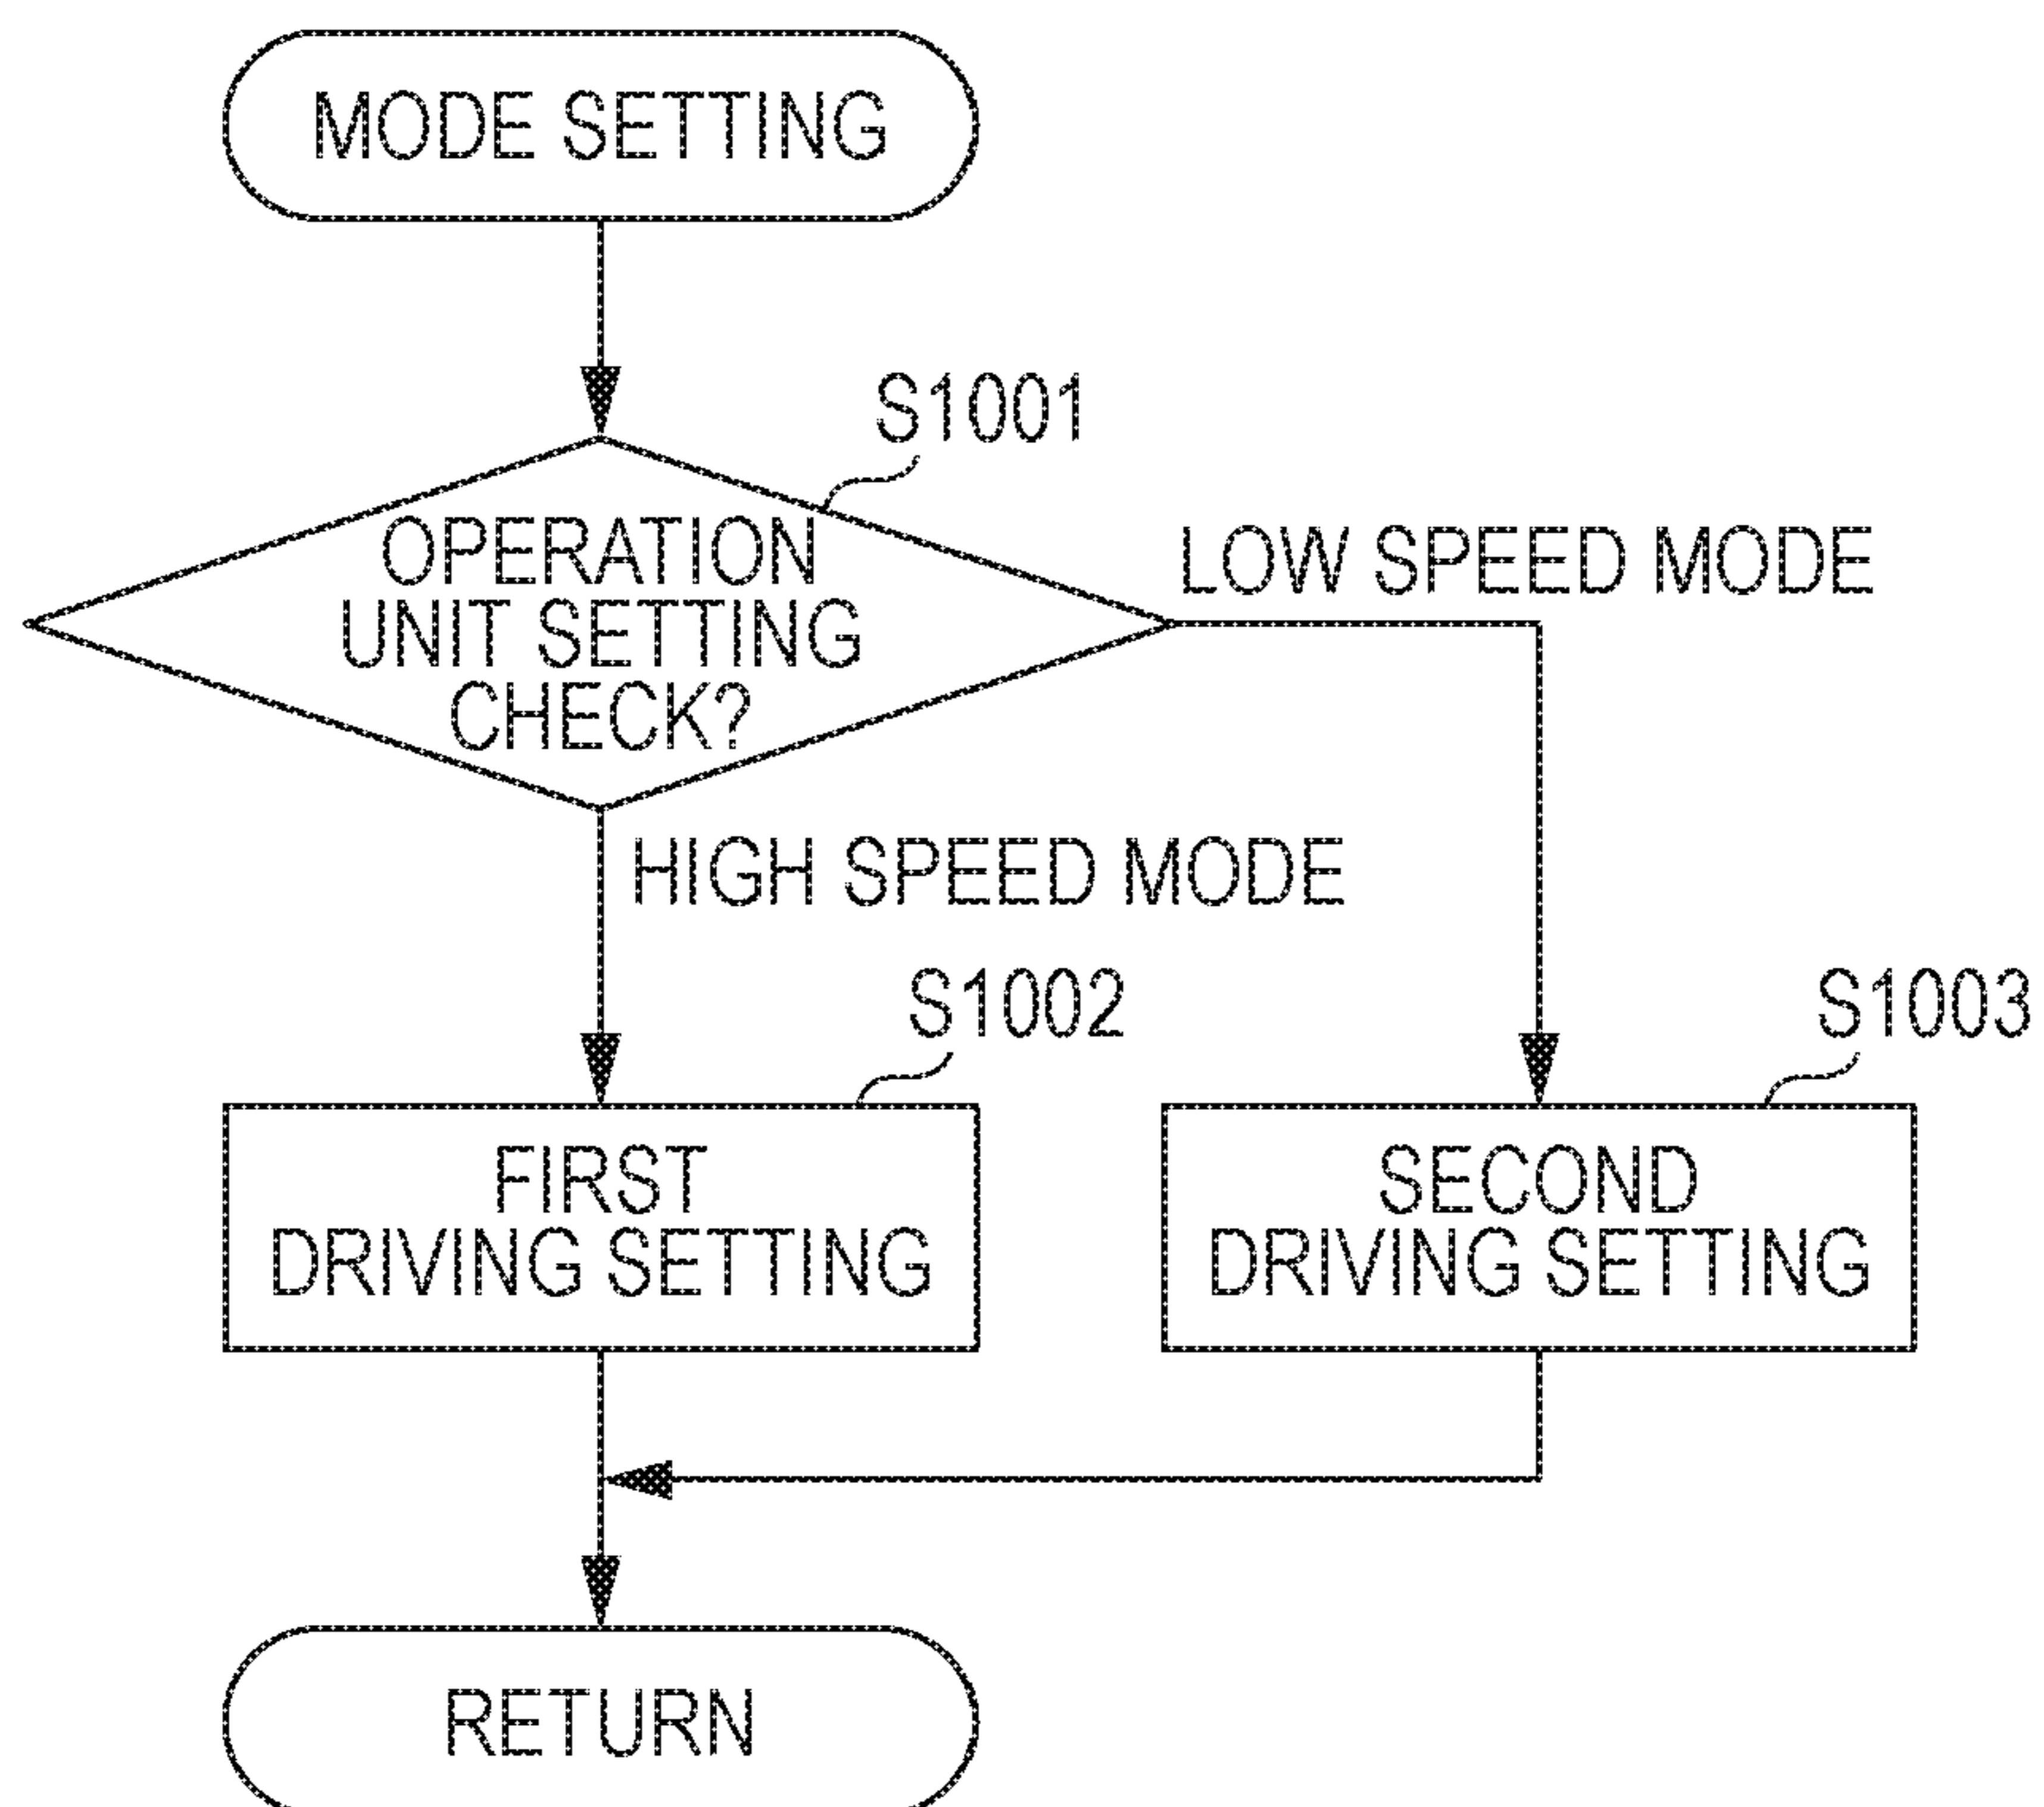 MODE SETTING
S1001
OPERATION
UNIT SETTING
CHECK?
LOW SPEED MODE
HIGH SPEED MODE
S1002
S1003
FIRST
DRIVING SETTING
SECOND
DRIVING SETTING
RETURN